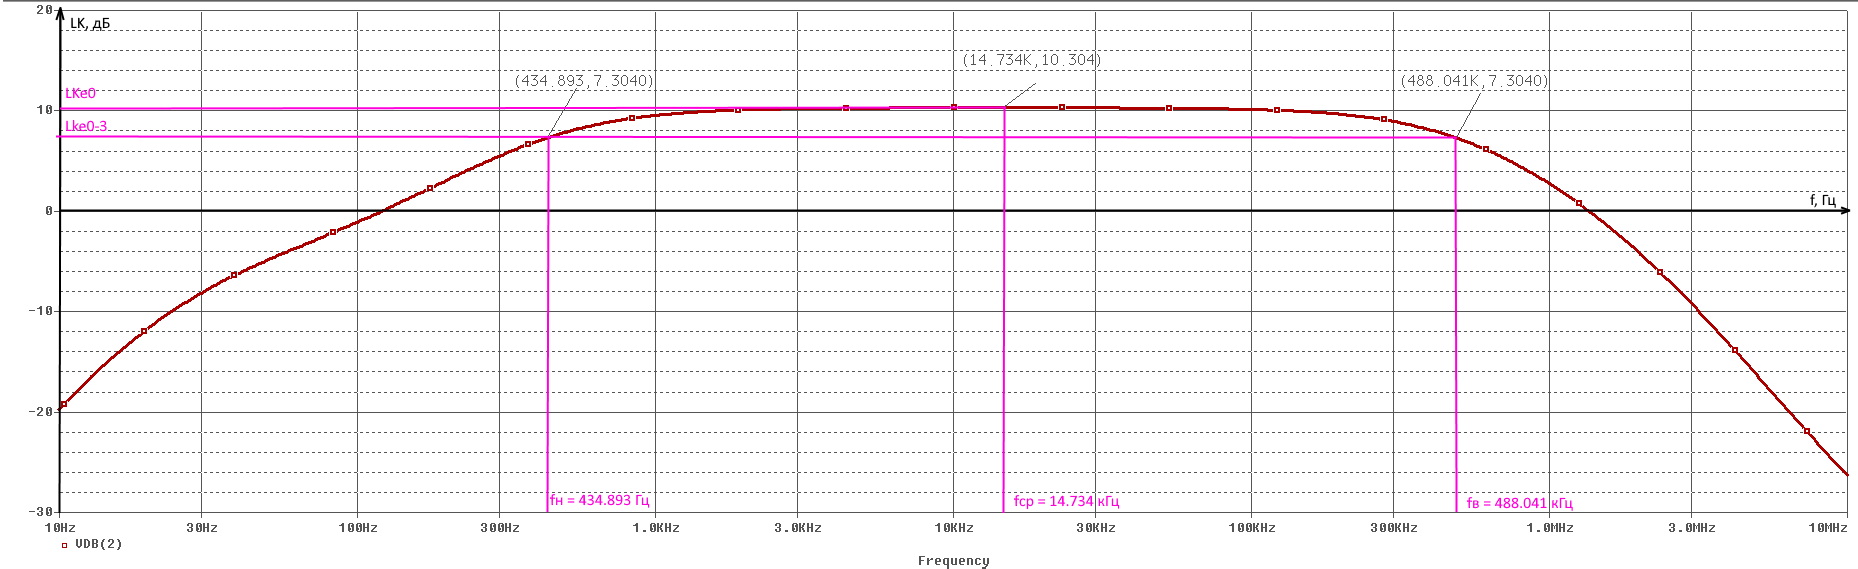 20
LK, дБ
(14.734K,10.304)
(434.893,7.3040)
(488.041K,7.3040)
LKe0
10
Lke0-3
f, Гц
0
-10
-20
fн = 434.893 Гц
fср = 14.734 кГц
fв = 488.041 кГц
-30
10Hz 30Hz 100Hz 300Hz 1.0KHz 3.0KHz 10KHz 30KHz 100KHz 300KHz 1.0MHz 3.0MHz 10MHz
VDB(2)
Frequency